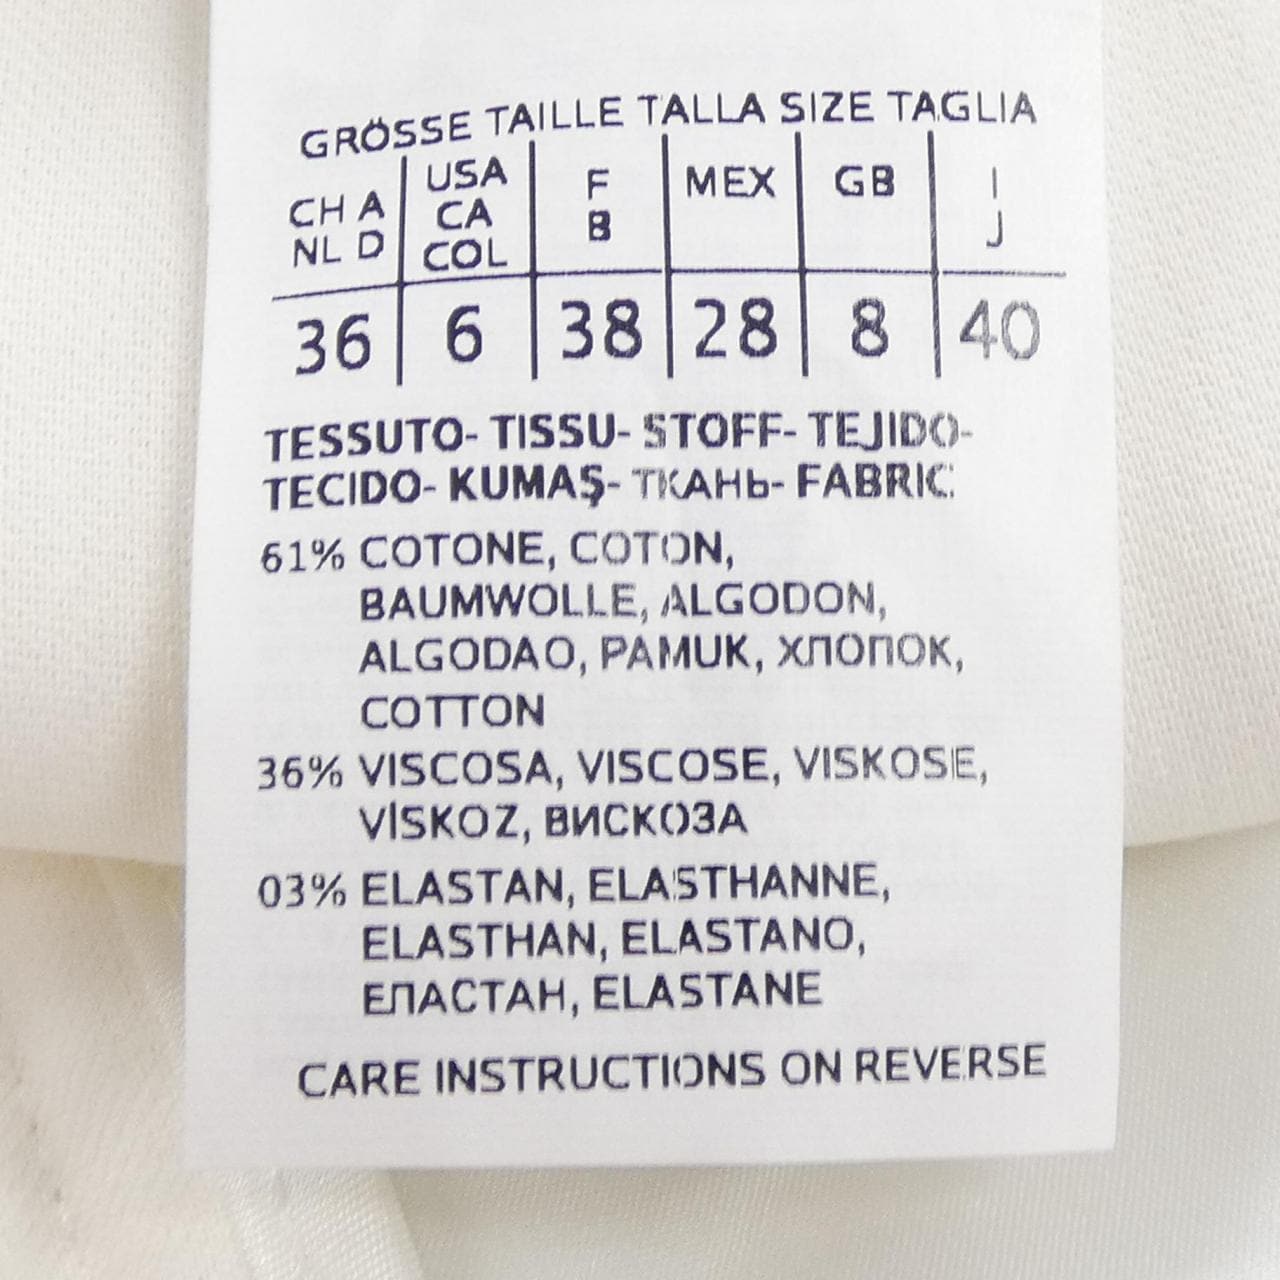 GRÖSSE TAILLE TALLA SIZE TAGLIA
CH A NL D USA CA COL F B MEX GB I J
36 6 38 28 8 40
TESSUTO- TISSU- STOFF- TEJIDO-
TECIDO- KUMAŞ- ТКАНЬ- FABRIC:
61% COTONE, COTON,
BAUMWOLLE, ALGODON,
ALGODAO, PAMUK, ХЛОПОК,
COTTON
36% VISCOSA, VISCOSE, VISKOSE,
VİSKOZ, ВИСКОЗА
03% ELASTAN, ELASTHANNE,
ELASTHAN, ELASTANO,
ЕЛАСТАН, ELASTANE
CARE INSTRUCTIONS ON REVERSE